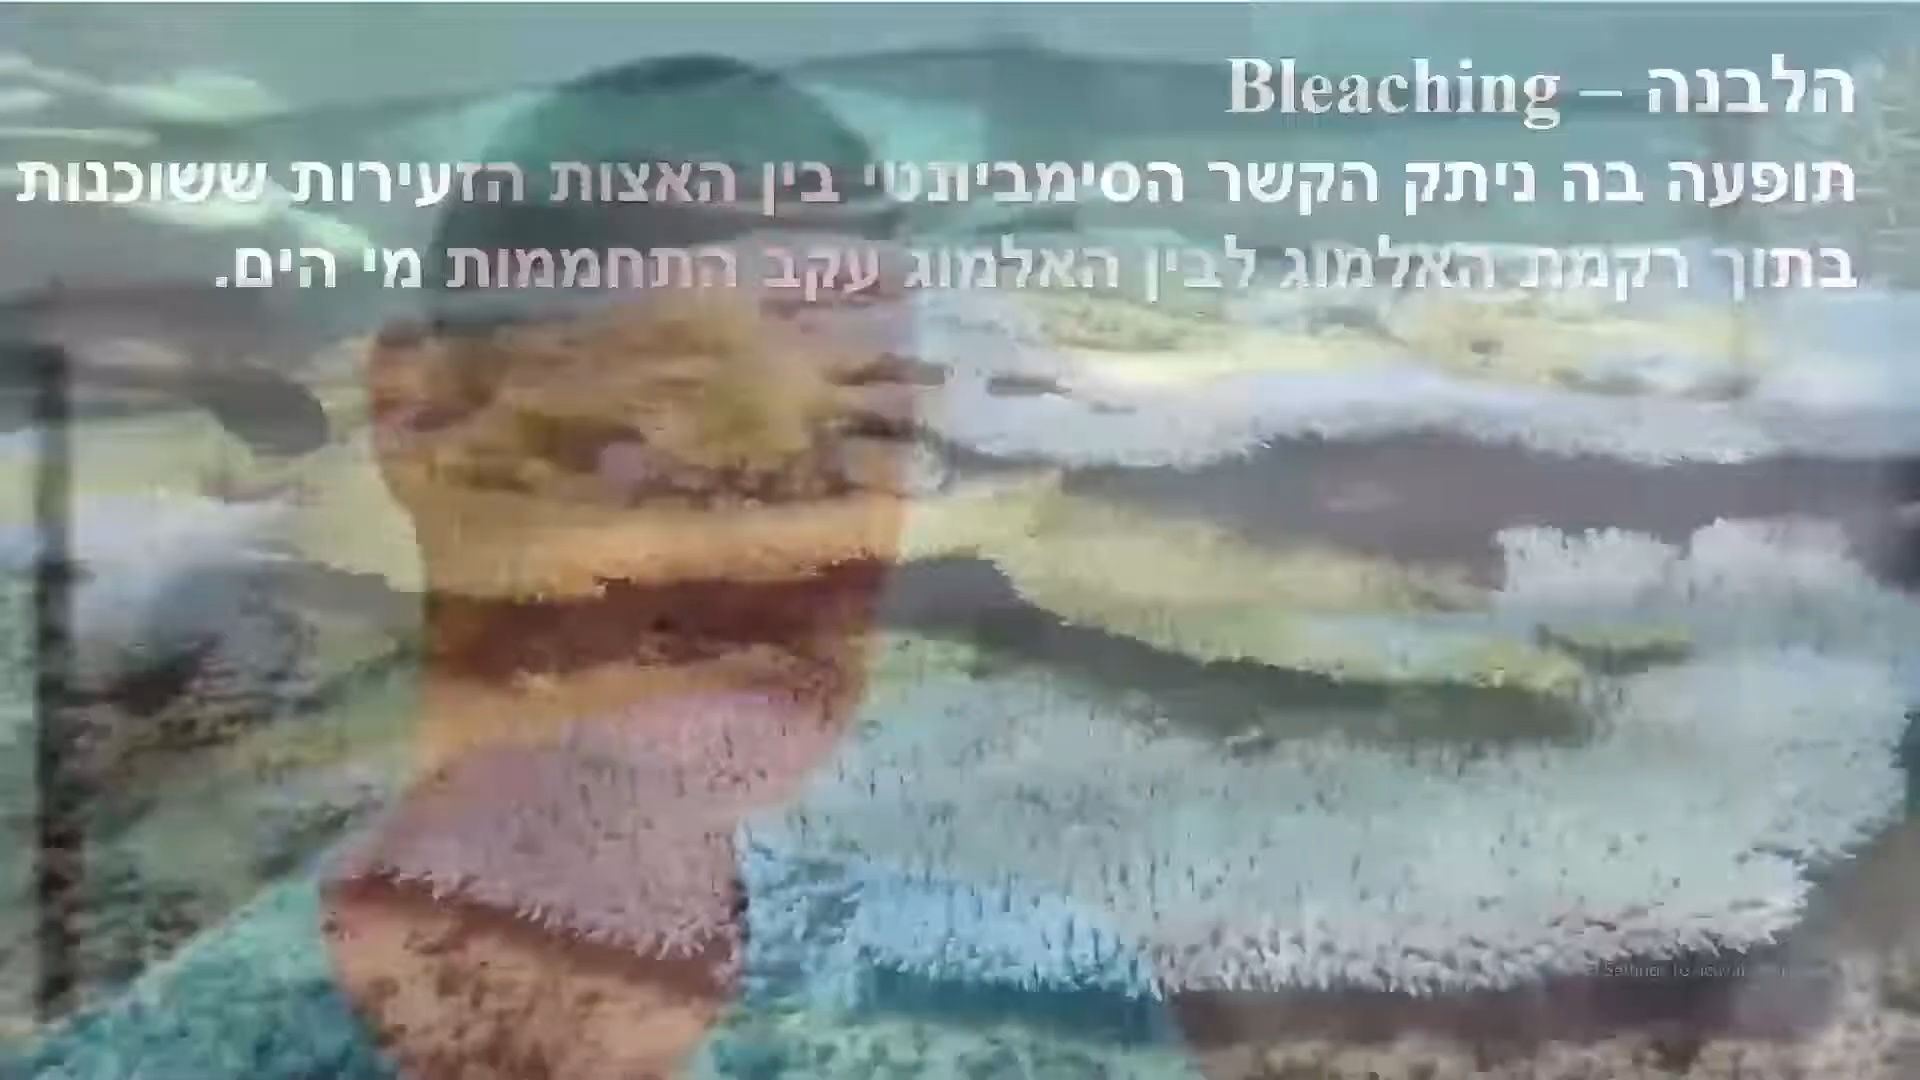 הלבנה – Bleaching
תופעה בה ניתק הקשר הסימביונטי בין האצות הזעירות ששוכנות
בתוך רקמת האלמוג לבין האלמוג עקב התחממות מי הים.